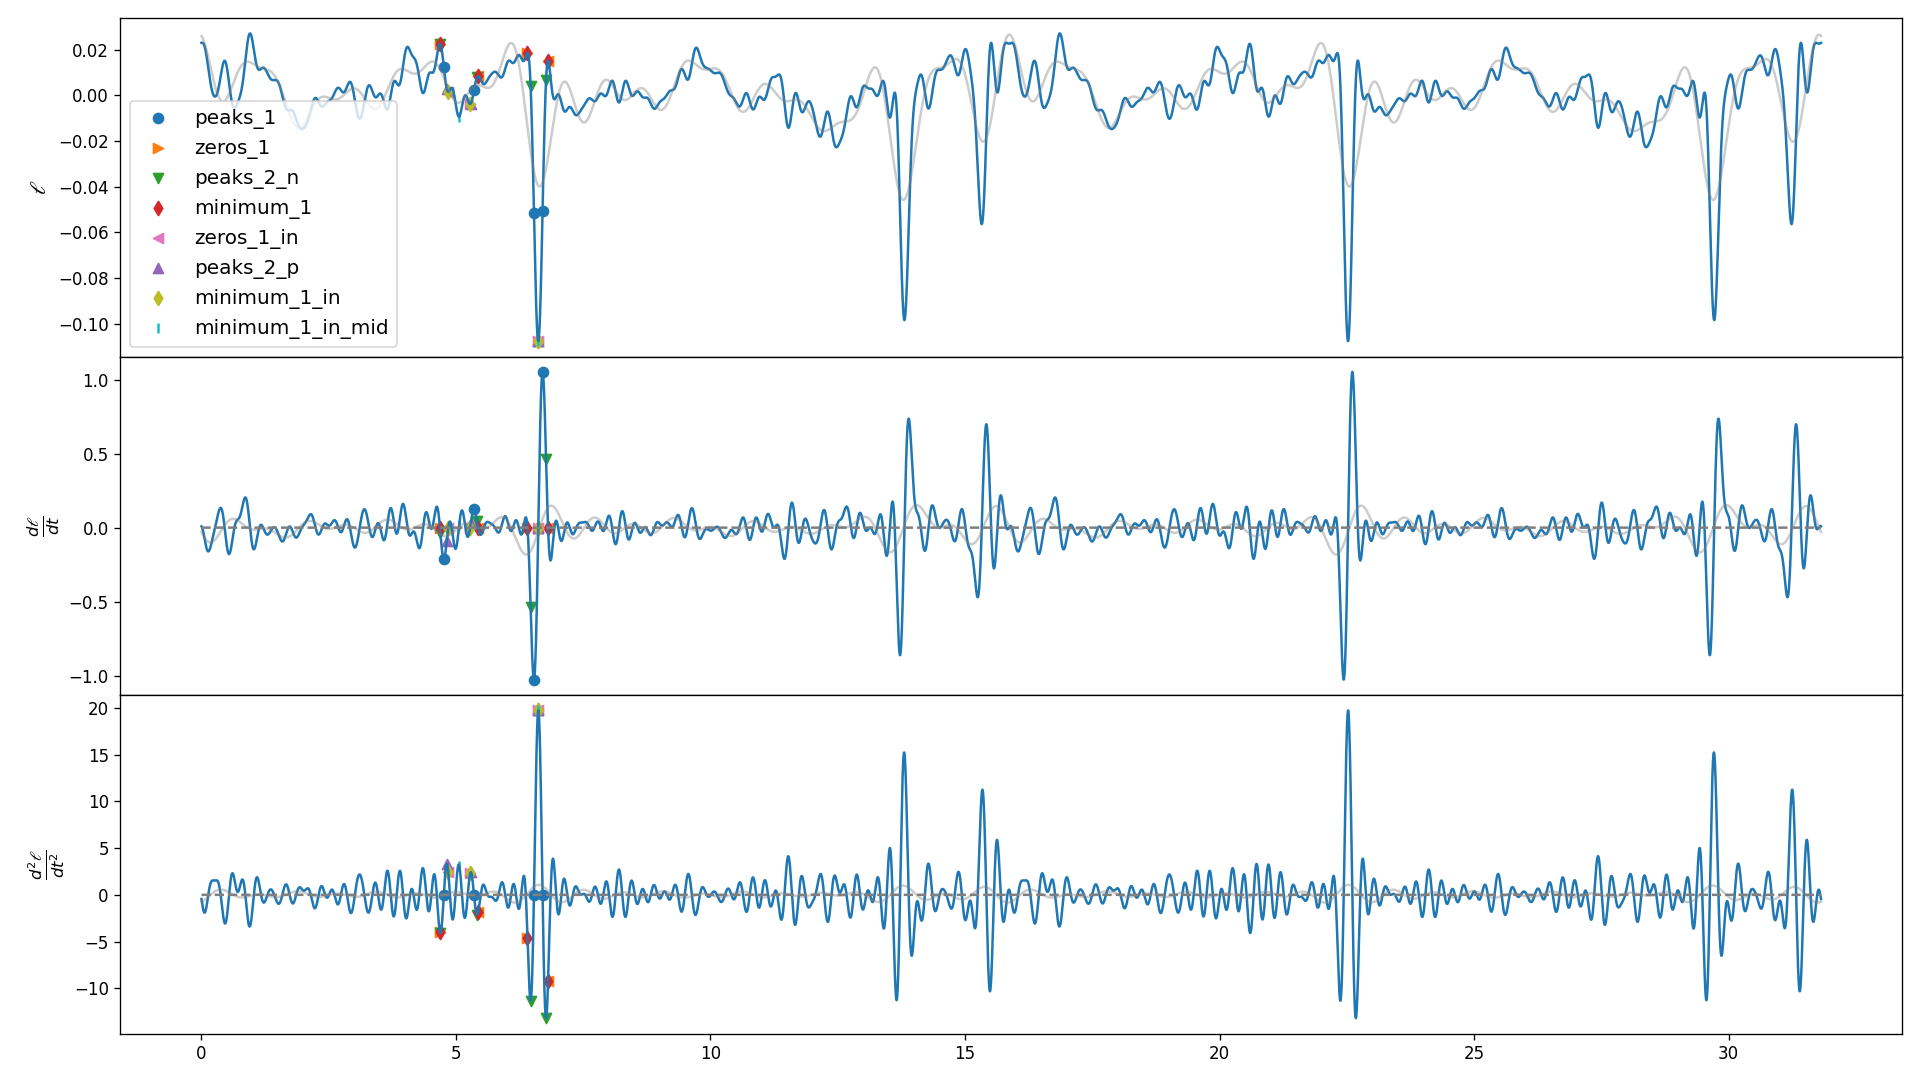 0.02
0.00
−0.02
−0.04
−0.06
−0.08
−0.10
ℓ
peaks_1
zeros_1
peaks_2_n
minimum_1
zeros_1_in
peaks_2_p
minimum_1_in
minimum_1_in_mid
1.0
0.5
0.0
−0.5
−1.0
dℓ
dt
20
15
10
5
0
−5
−10
d²ℓ
dt²
0 5 10 15 20 25 30